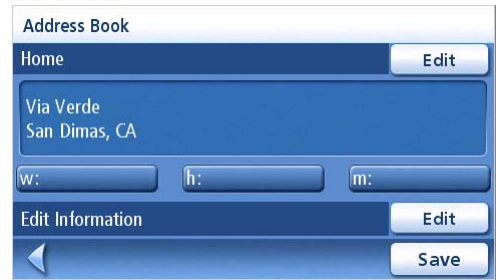 Address Book
Home Edit
Via Verde
San Dimas, CA
w: h: m:
Edit Information Edit
Save